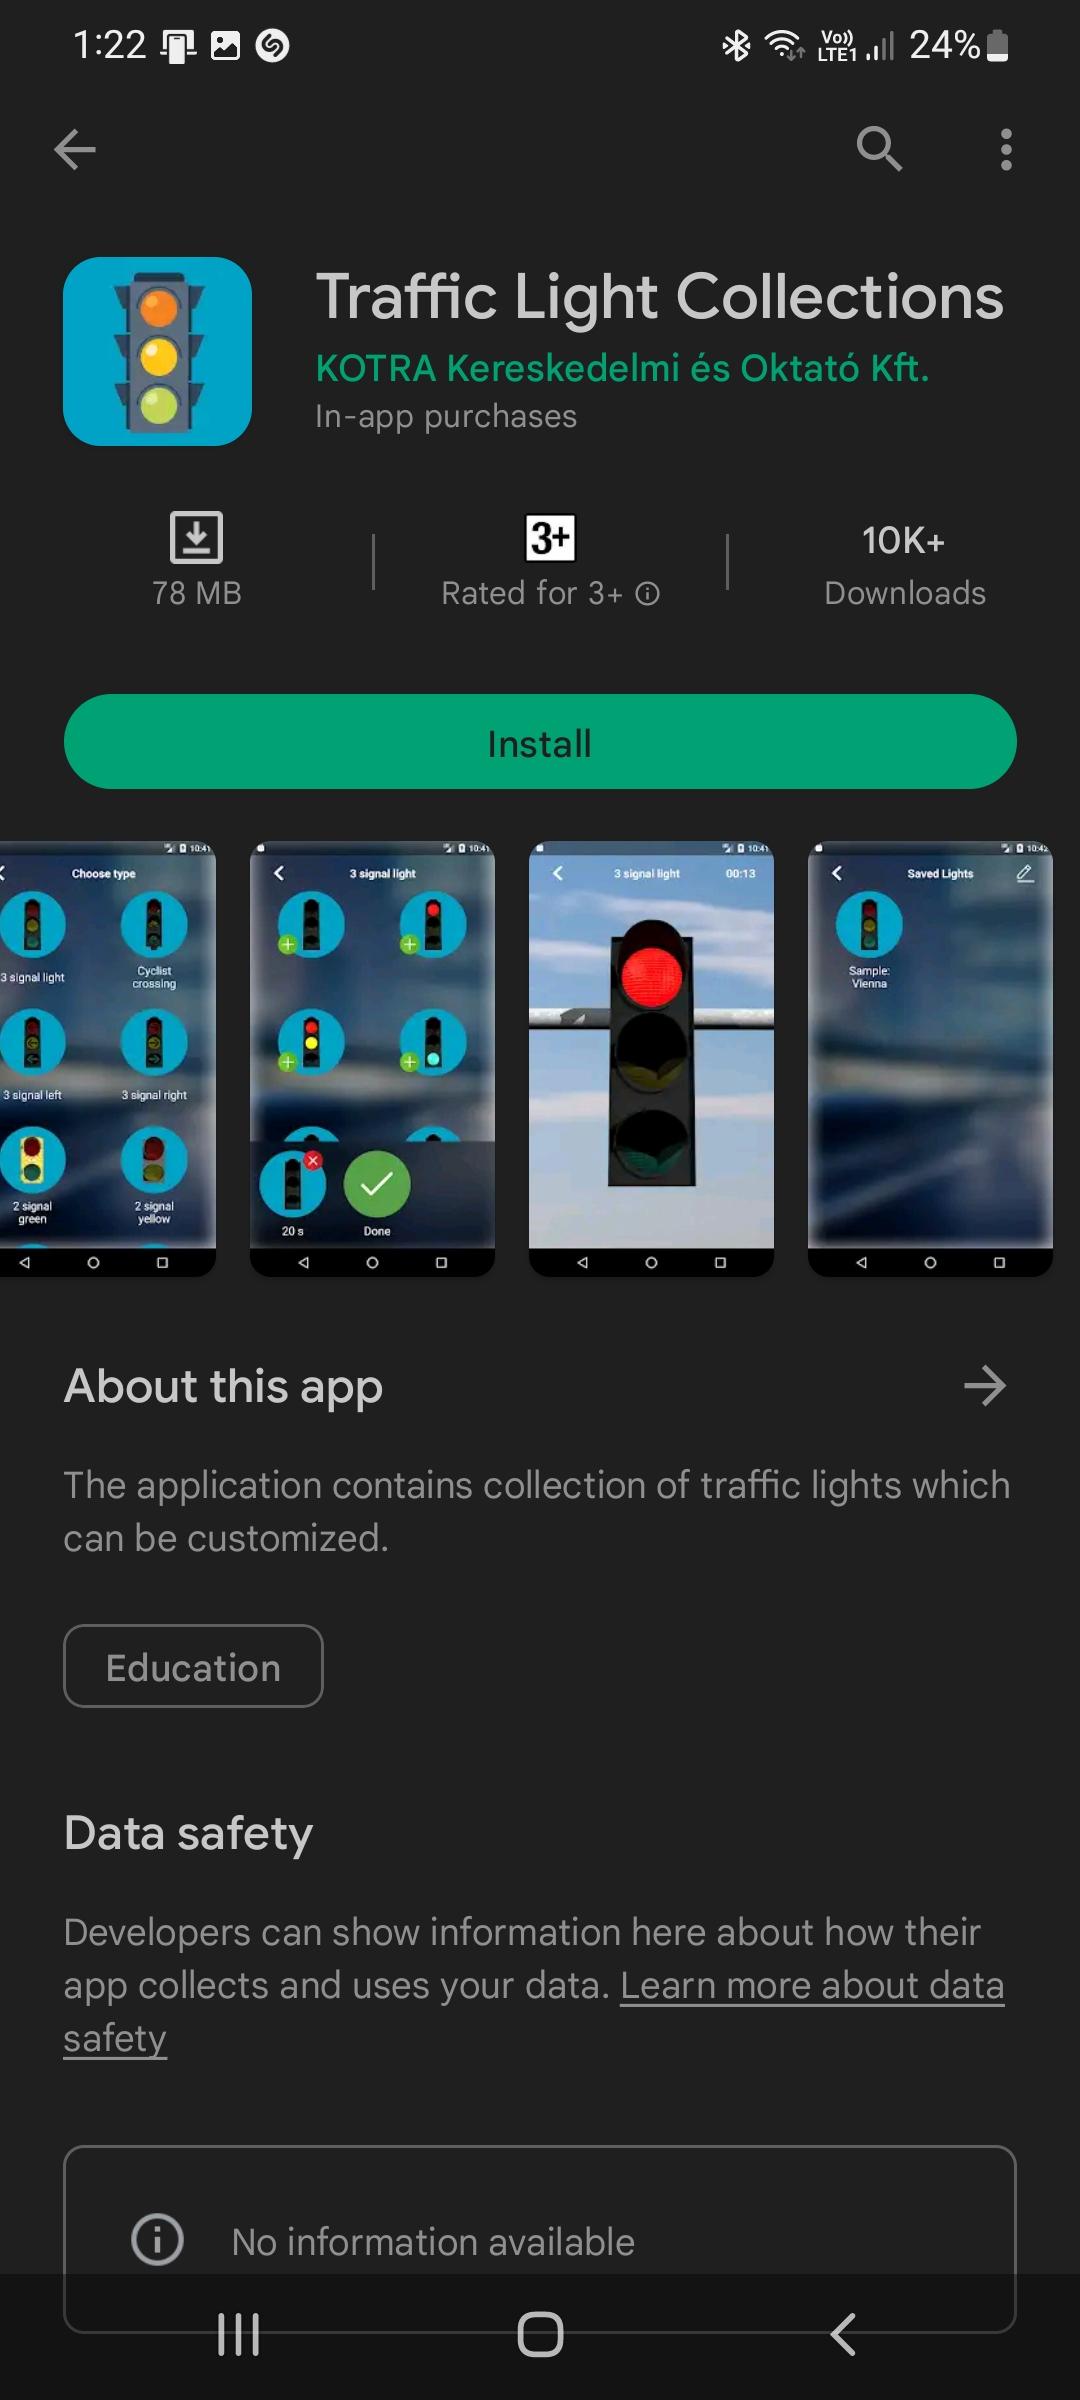 1:22
Vo))
LTE1
24%
Traffic Light Collections
KOTRA Kereskedelmi és Oktató Kft.
In-app purchases
78 MB
3+
Rated for 3+
10K+
Downloads
Install
10:41
Choose type
3 signal light
Cyclist
crossing
3 signal left
3 signal right
2 signal
green
2 signal
yellow
10:41
3 signal light
20 s
Done
10:41
3 signal light
00:13
10:42
Saved Lights
Sample:
Vienna
About this app
The application contains collection of traffic lights which
can be customized.
Education
Data safety
Developers can show information here about how their
app collects and uses your data. Learn more about data
safety
No information available